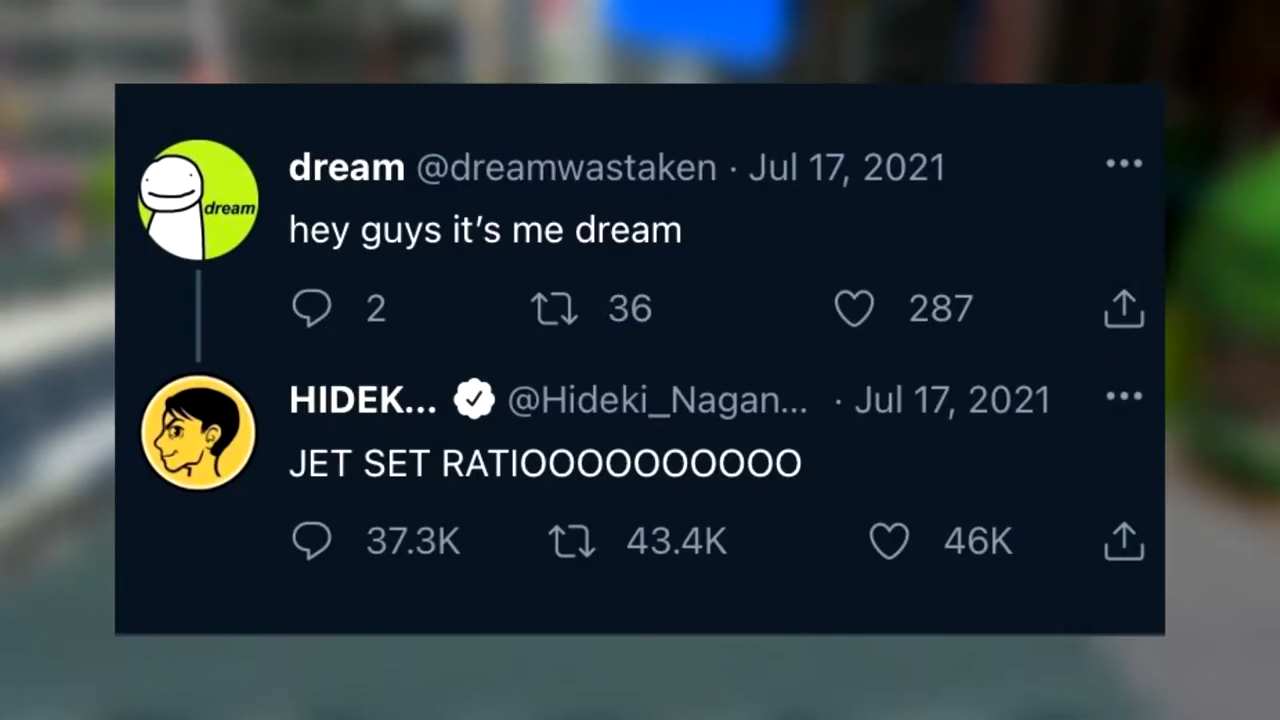 dream @dreamwastaken · Jul 17, 2021
dream
hey guys it's me dream
2 36 287
HIDEK... @Hideki_Nagan... · Jul 17, 2021
JET SET RATIOOOOOOOOOOO
37.3K 43.4K 46K